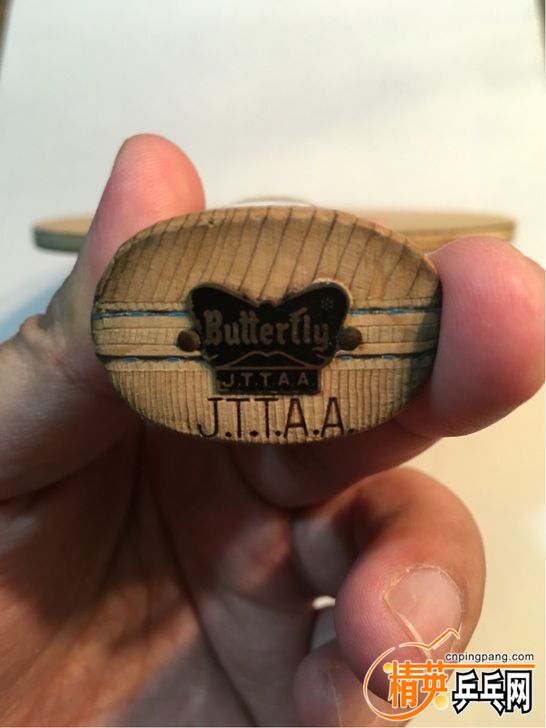 Butterfly ※
J.T.T.A.A.
J.T.T.A.A.
cnpingpang.com
精英乒乓网